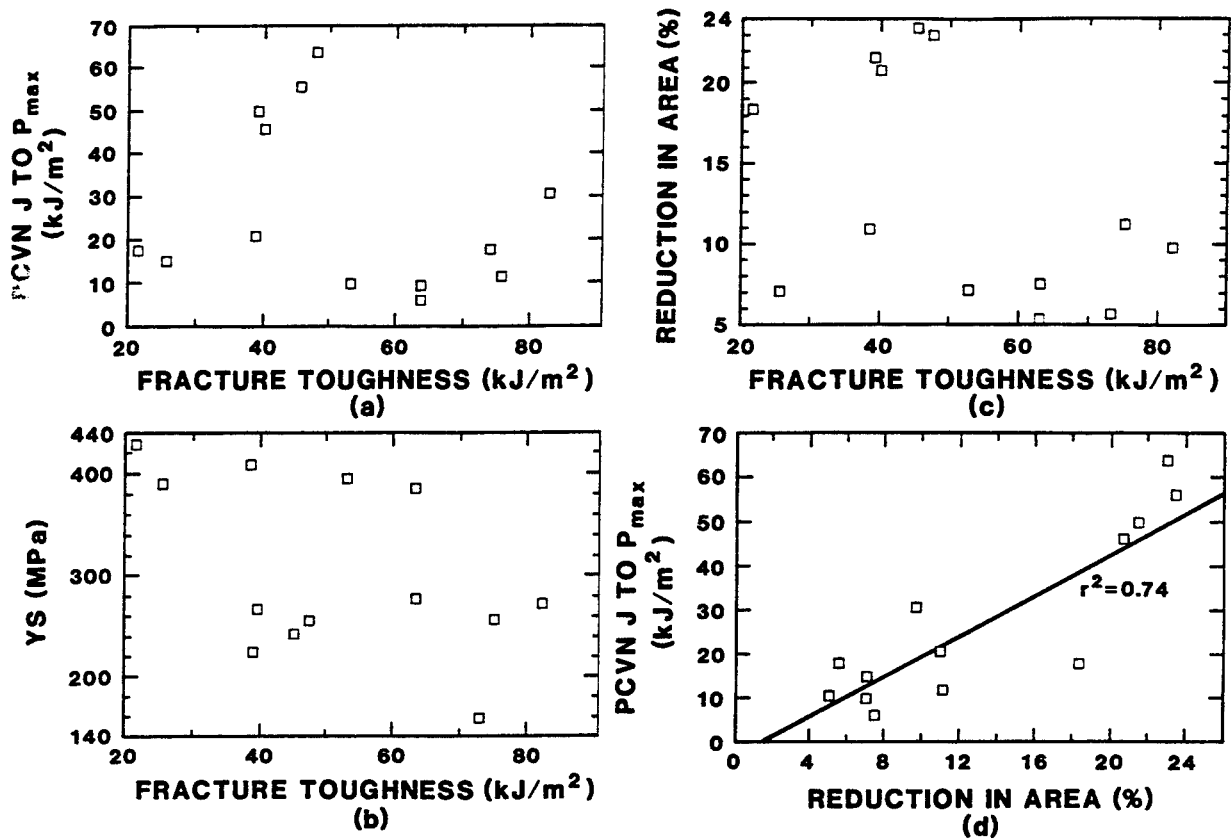 70
60
50
40
30
20
10
0
PCVN J TO Pmax
(kJ/m²)
20 40 60 80
FRACTURE TOUGHNESS (kJ/m²)
(a)
24
20
15
10
5
REDUCTION IN AREA (%)
20 40 60 80
FRACTURE TOUGHNESS (kJ/m²)
(c)
440
400
300
200
140
YS (MPa)
20 40 60 80
FRACTURE TOUGHNESS (kJ/m²)
(b)
70
60
50
40
30
20
10
0
PCVN J TO Pmax
(kJ/m²)
r²=0.74
0 4 8 12 16 20 24
REDUCTION IN AREA (%)
(d)